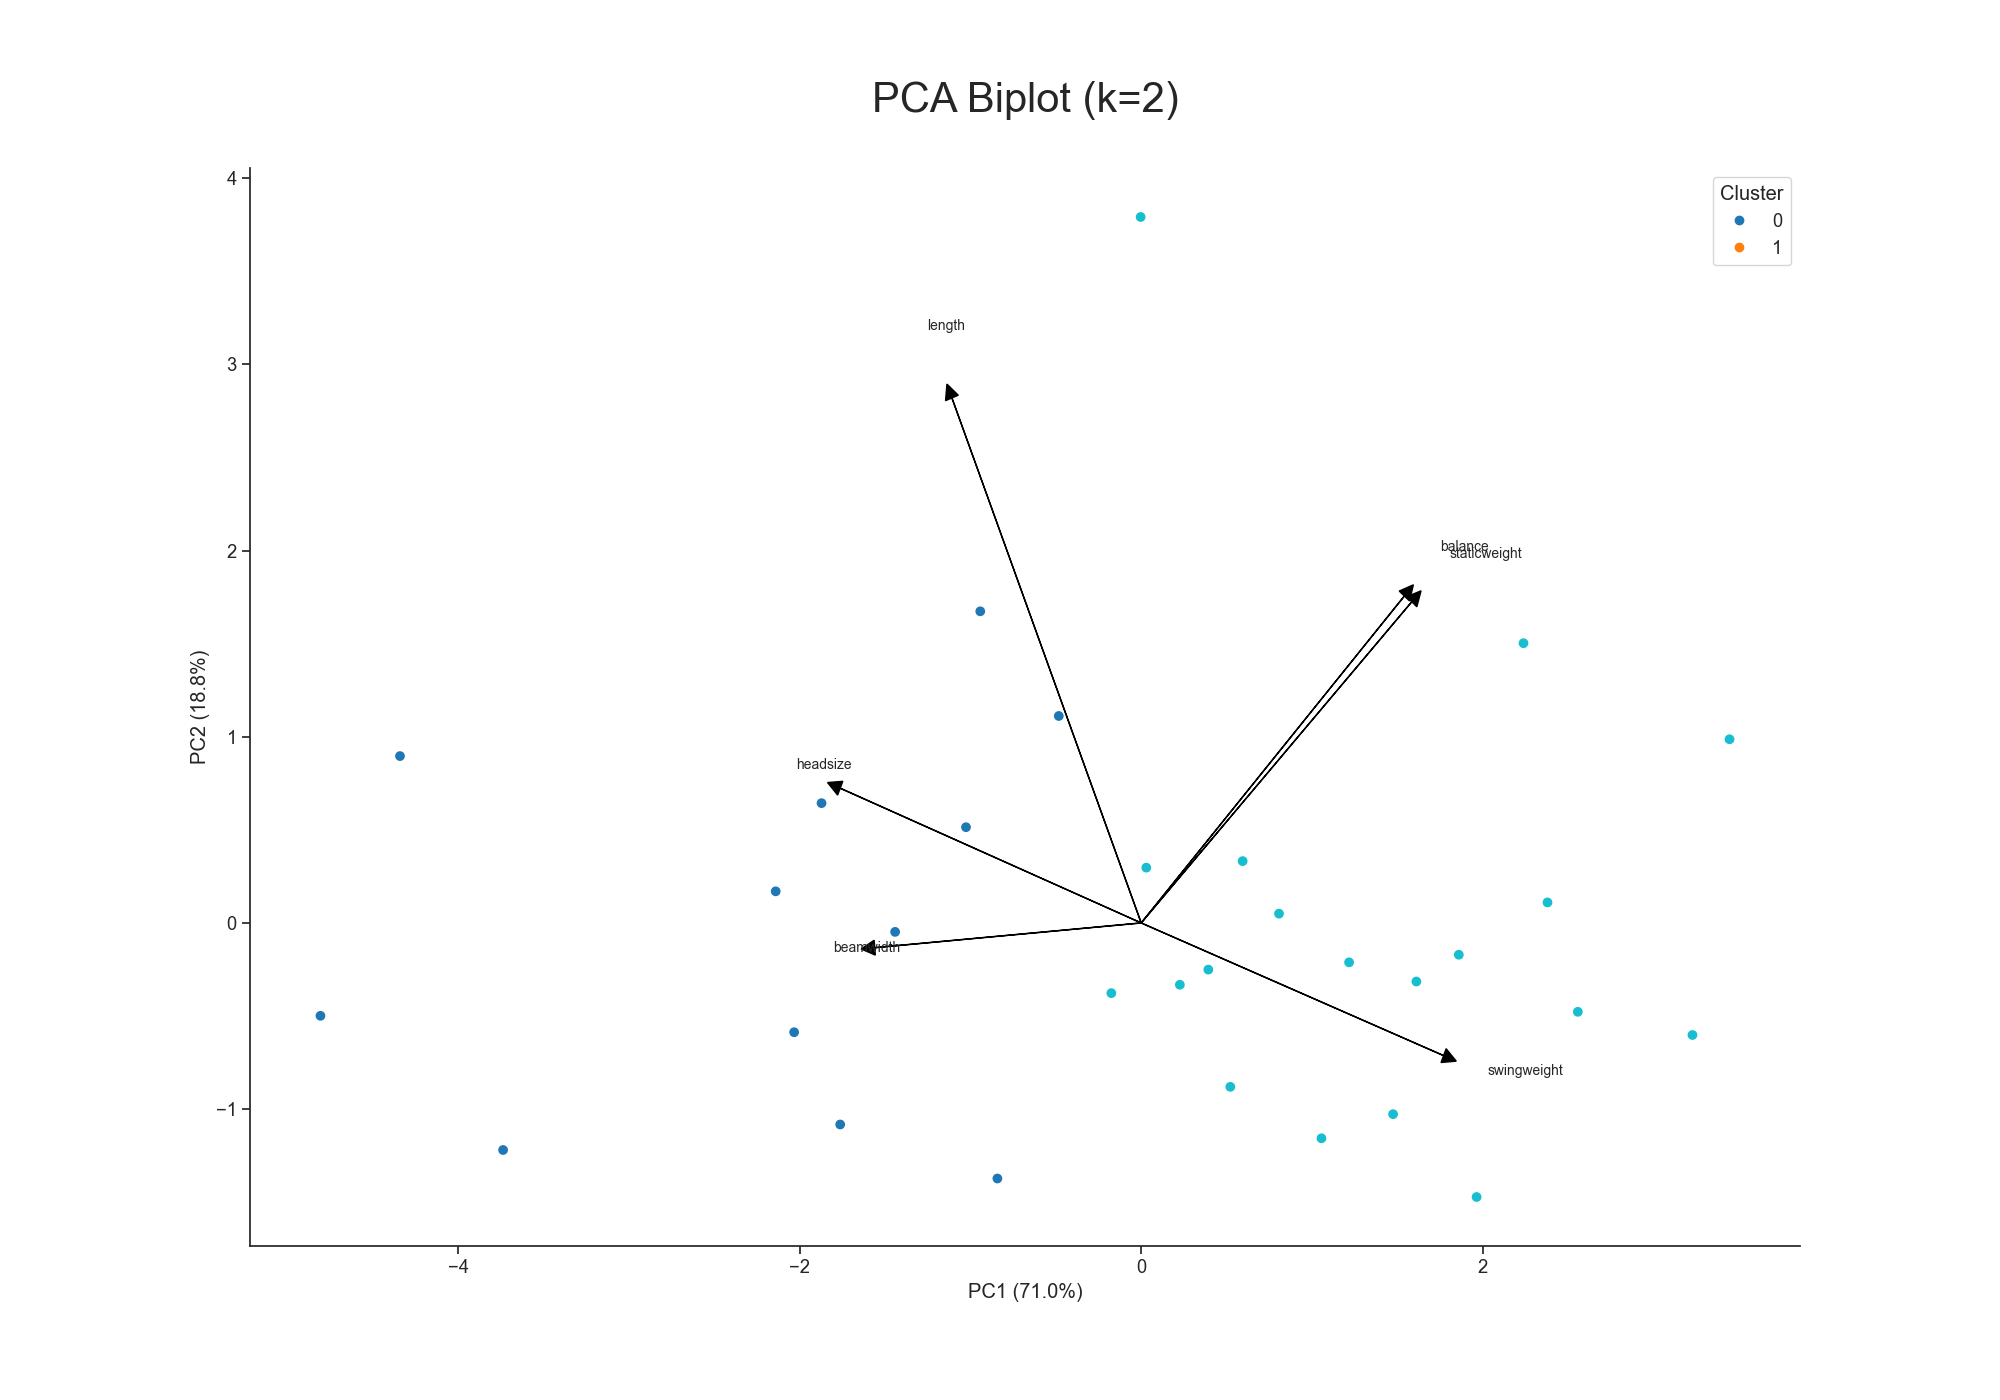 PCA Biplot (k=2)
Cluster
0
1
4
3
2
1
0
−1
PC2 (18.8%)
length
balance
staticweight
headsize
beamwidth
swingweight
−4
−2
0
2
PC1 (71.0%)